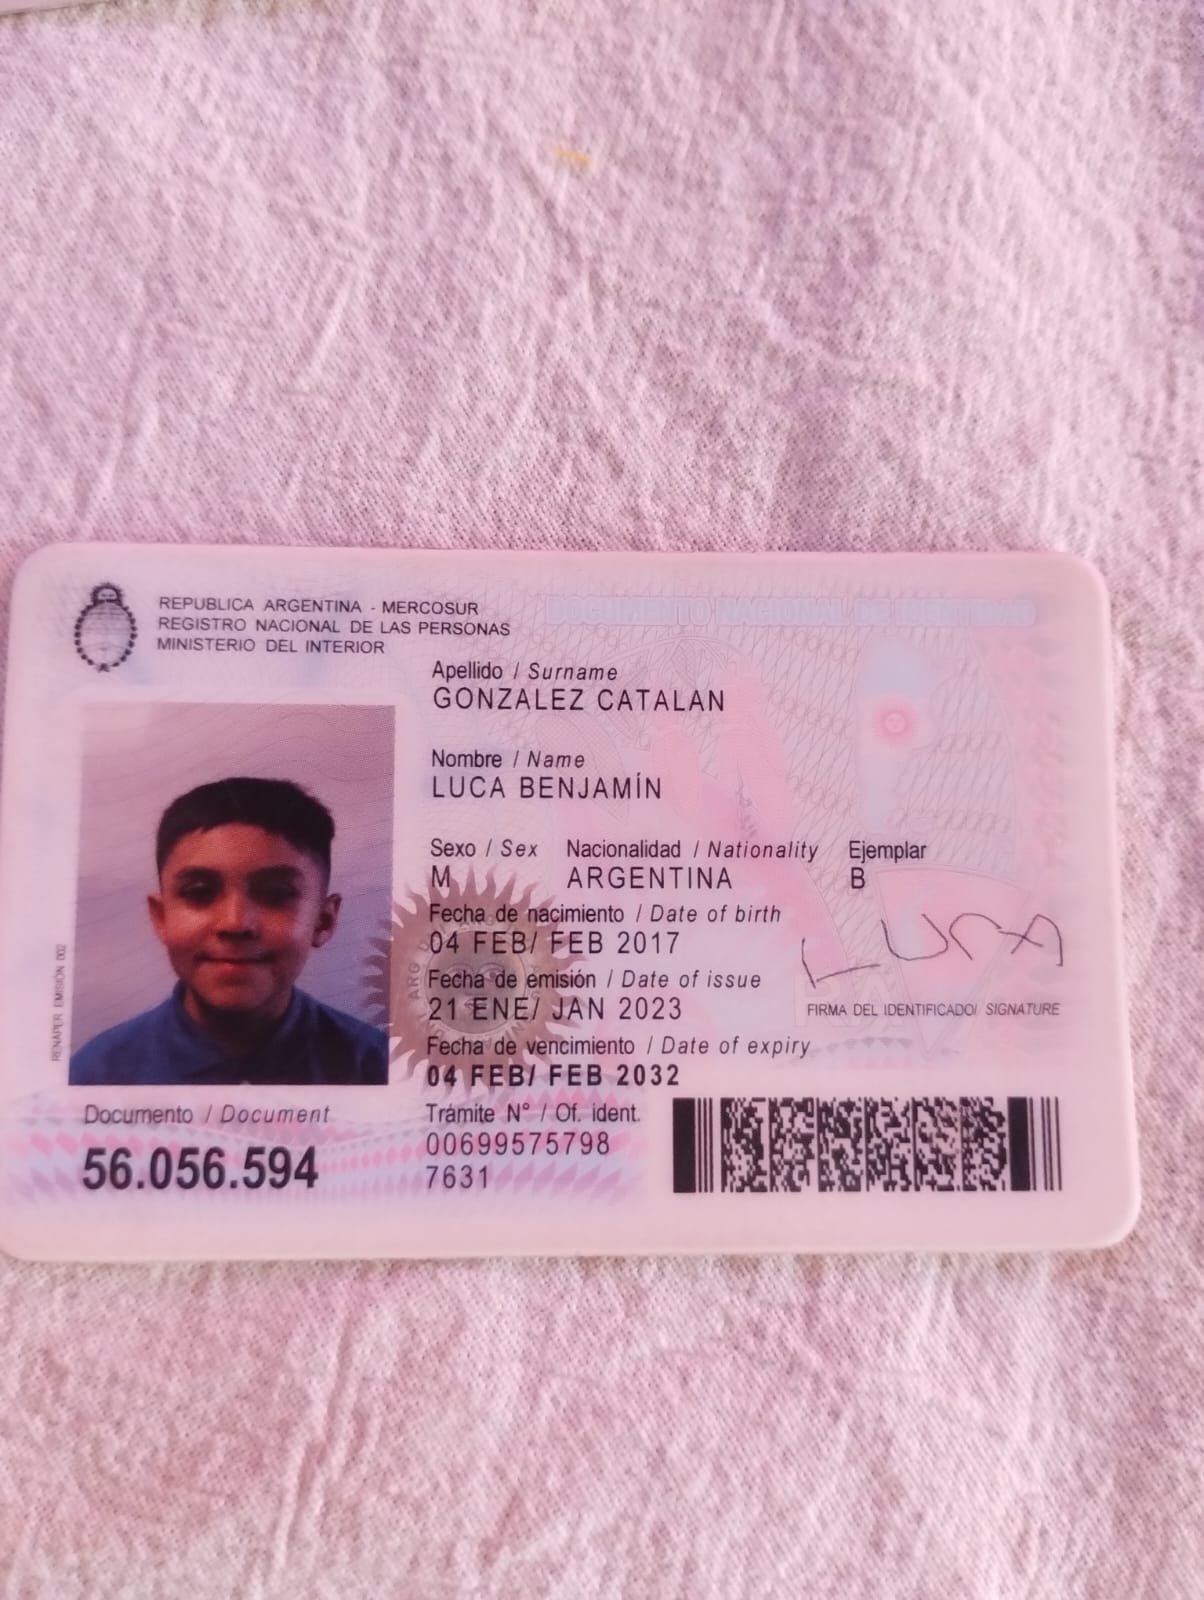 REPUBLICA ARGENTINA - MERCOSUR
REGISTRO NACIONAL DE LAS PERSONAS
MINISTERIO DEL INTERIOR
DOCUMENTO NACIONAL DE IDENTIDAD
Apellido / Surname
GONZALEZ CATALAN
Nombre / Name
LUCA BENJAMÍN
Sexo / Sex Nacionalidad / Nationality Ejemplar
M ARGENTINA B
Fecha de nacimiento / Date of birth
04 FEB/ FEB 2017
Fecha de emisión / Date of issue
21 ENE/ JAN 2023
LUCA
FIRMA DEL IDENTIFICADO/ SIGNATURE
Fecha de vencimiento / Date of expiry
04 FEB/ FEB 2032
RENAPER EMISIÓN 002
Documento / Document
56.056.594
Trámite N° / Of. ident.
00699575798
7631